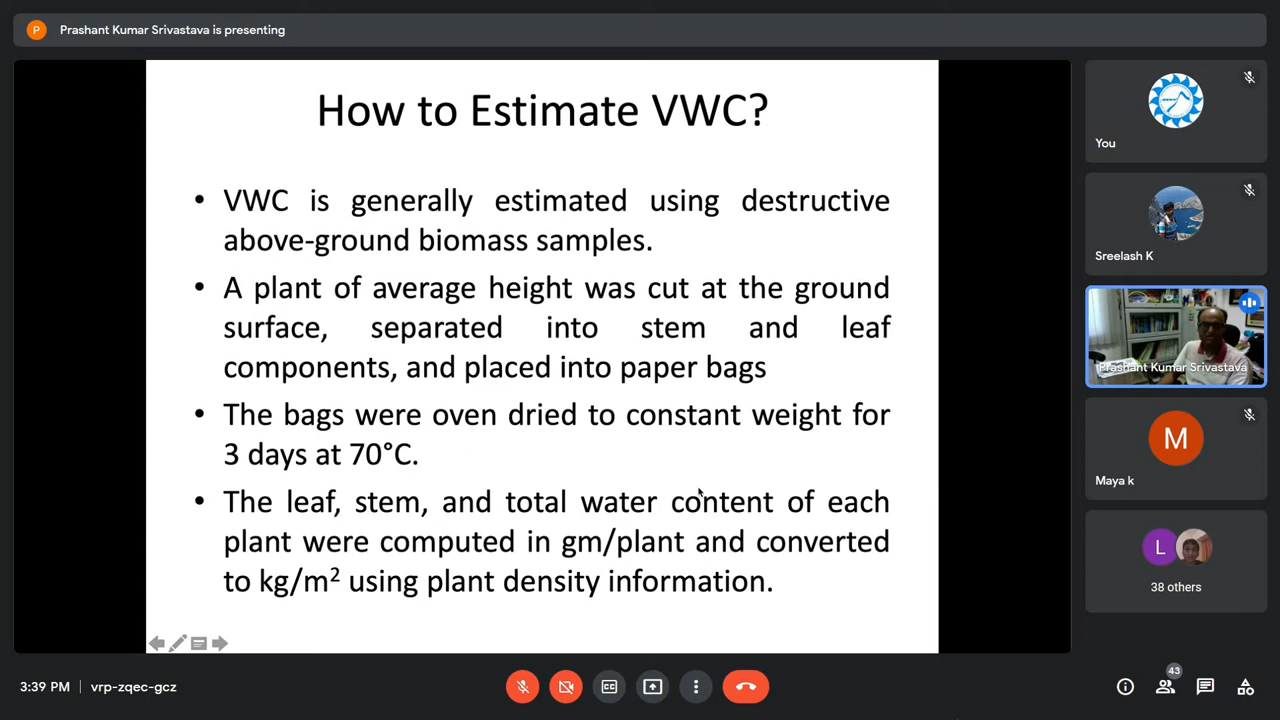 P
Prashant Kumar Srivastava is presenting
How to Estimate VWC?
• VWC is generally estimated using destructive
above-ground biomass samples.
• A plant of average height was cut at the ground
surface, separated into stem and leaf
components, and placed into paper bags
• The bags were oven dried to constant weight for
3 days at 70°C.
• The leaf, stem, and total water content of each
plant were computed in gm/plant and converted
to kg/m² using plant density information.
You
Sreelash K
Prashant Kumar Srivastava
M
Maya k
L
38 others
3:39 PM | vrp-zqec-gcz
CC
43